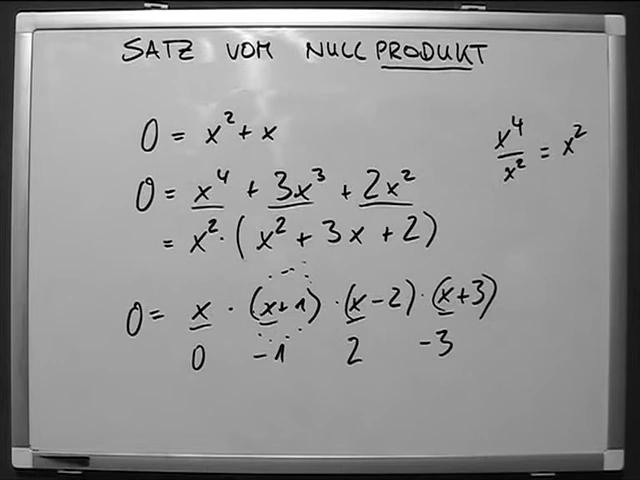 SATZ VOM NULLPRODUKT
0 = x² + x
0 = x⁴ + 3x³ + 2x²
= x² · (x² + 3x + 2)
x⁴/x² = x²
0 = x · (x+1) · (x-2) · (x+3)
0 -1 2 -3